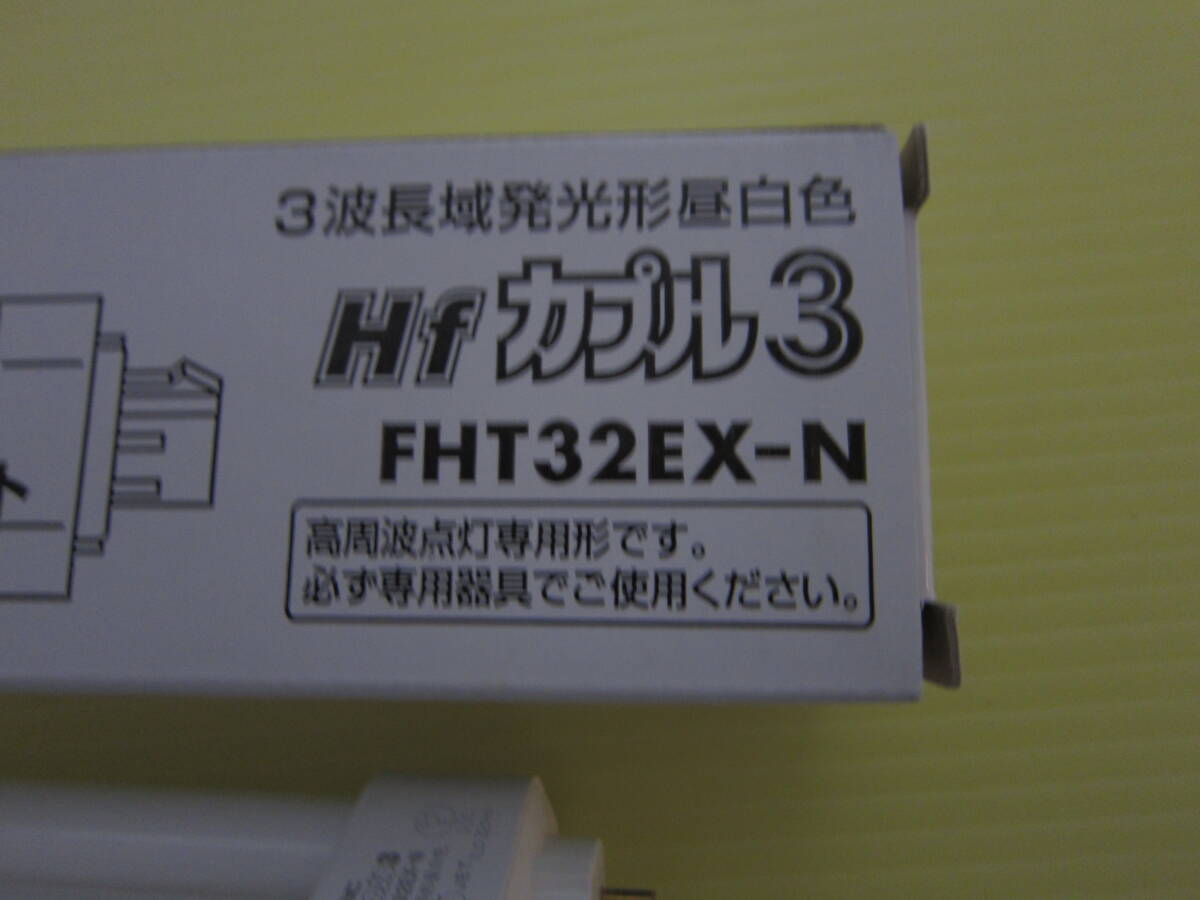 3波長域発光形昼白色
Hfカプル3
FHT32EX-N
高周波点灯専用形です。
必ず専用器具でご使用ください。